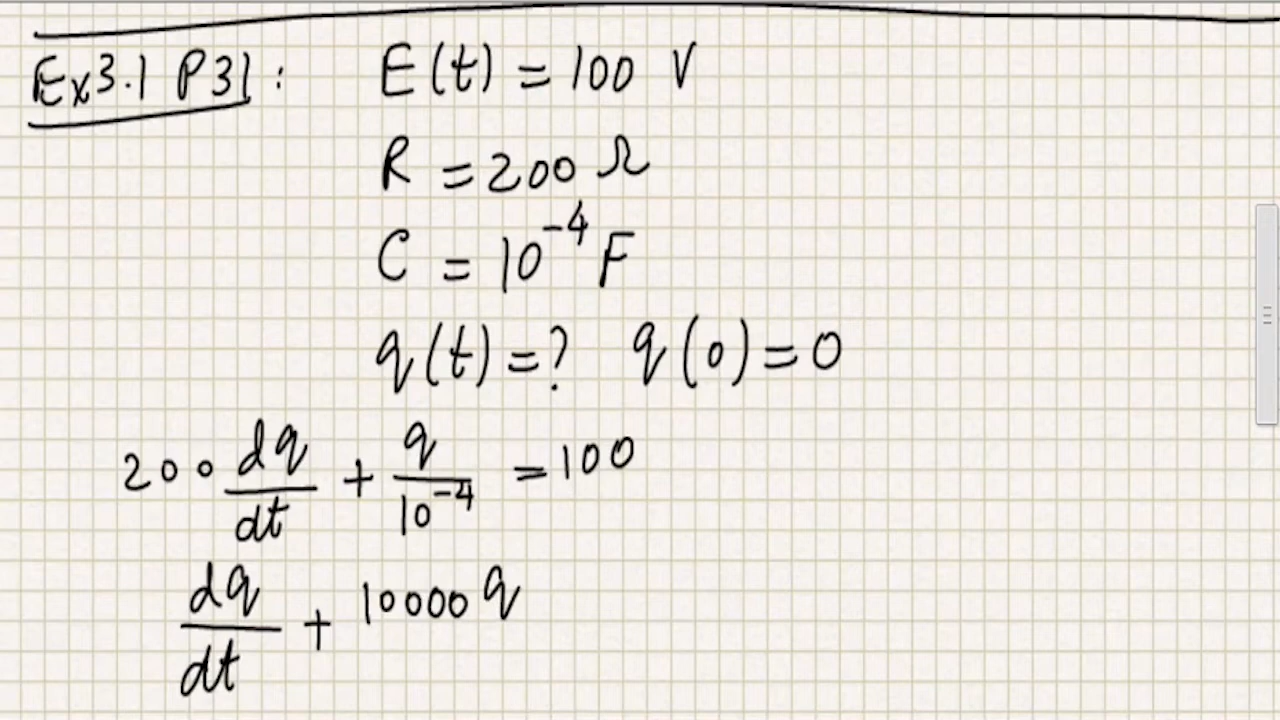 Ex3.1 P31: E(t) = 100 V
R = 200 Ω
C = 10⁻⁴ F
q(t) = ? q(0) = 0
200 dq/dt + q/10⁻⁴ = 100
dq/dt + 10000 q